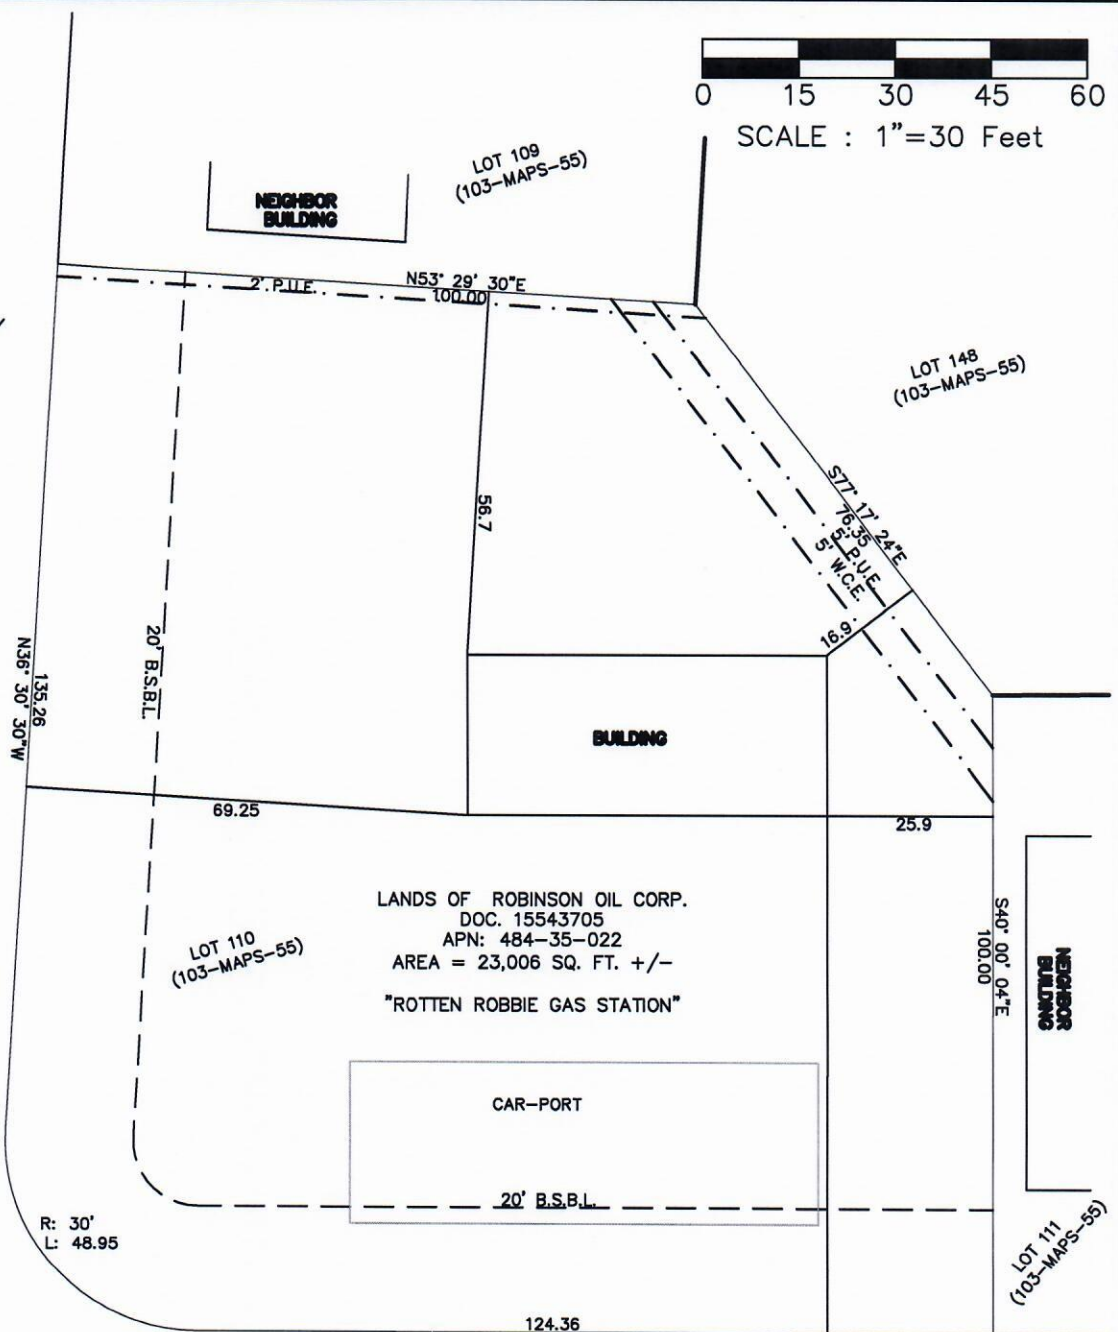 0 15 30 45 60
SCALE : 1"=30 Feet
LOT 109
(103-MAPS-55)
NEIGHBOR
BUILDING
2' P.U.E.
N53° 29' 30"E
100.00
LOT 148
(103-MAPS-55)
S77° 17' 24"E
76.35
5' P.U.E.
5' W.C.E.
56.7
16.9
20' B.S.B.L.
135.26
N36° 30' 30"W
BUILDING
69.25
25.9
LANDS OF ROBINSON OIL CORP.
DOC. 15543705
APN: 484-35-022
AREA = 23,006 SQ. FT. +/-
"ROTTEN ROBBIE GAS STATION"
LOT 110
(103-MAPS-55)
S40° 00' 04"E
100.00
NEIGHBOR
BUILDING
CAR-PORT
20' B.S.B.L.
R: 30'
L: 48.95
LOT 111
(103-MAPS-55)
124.36